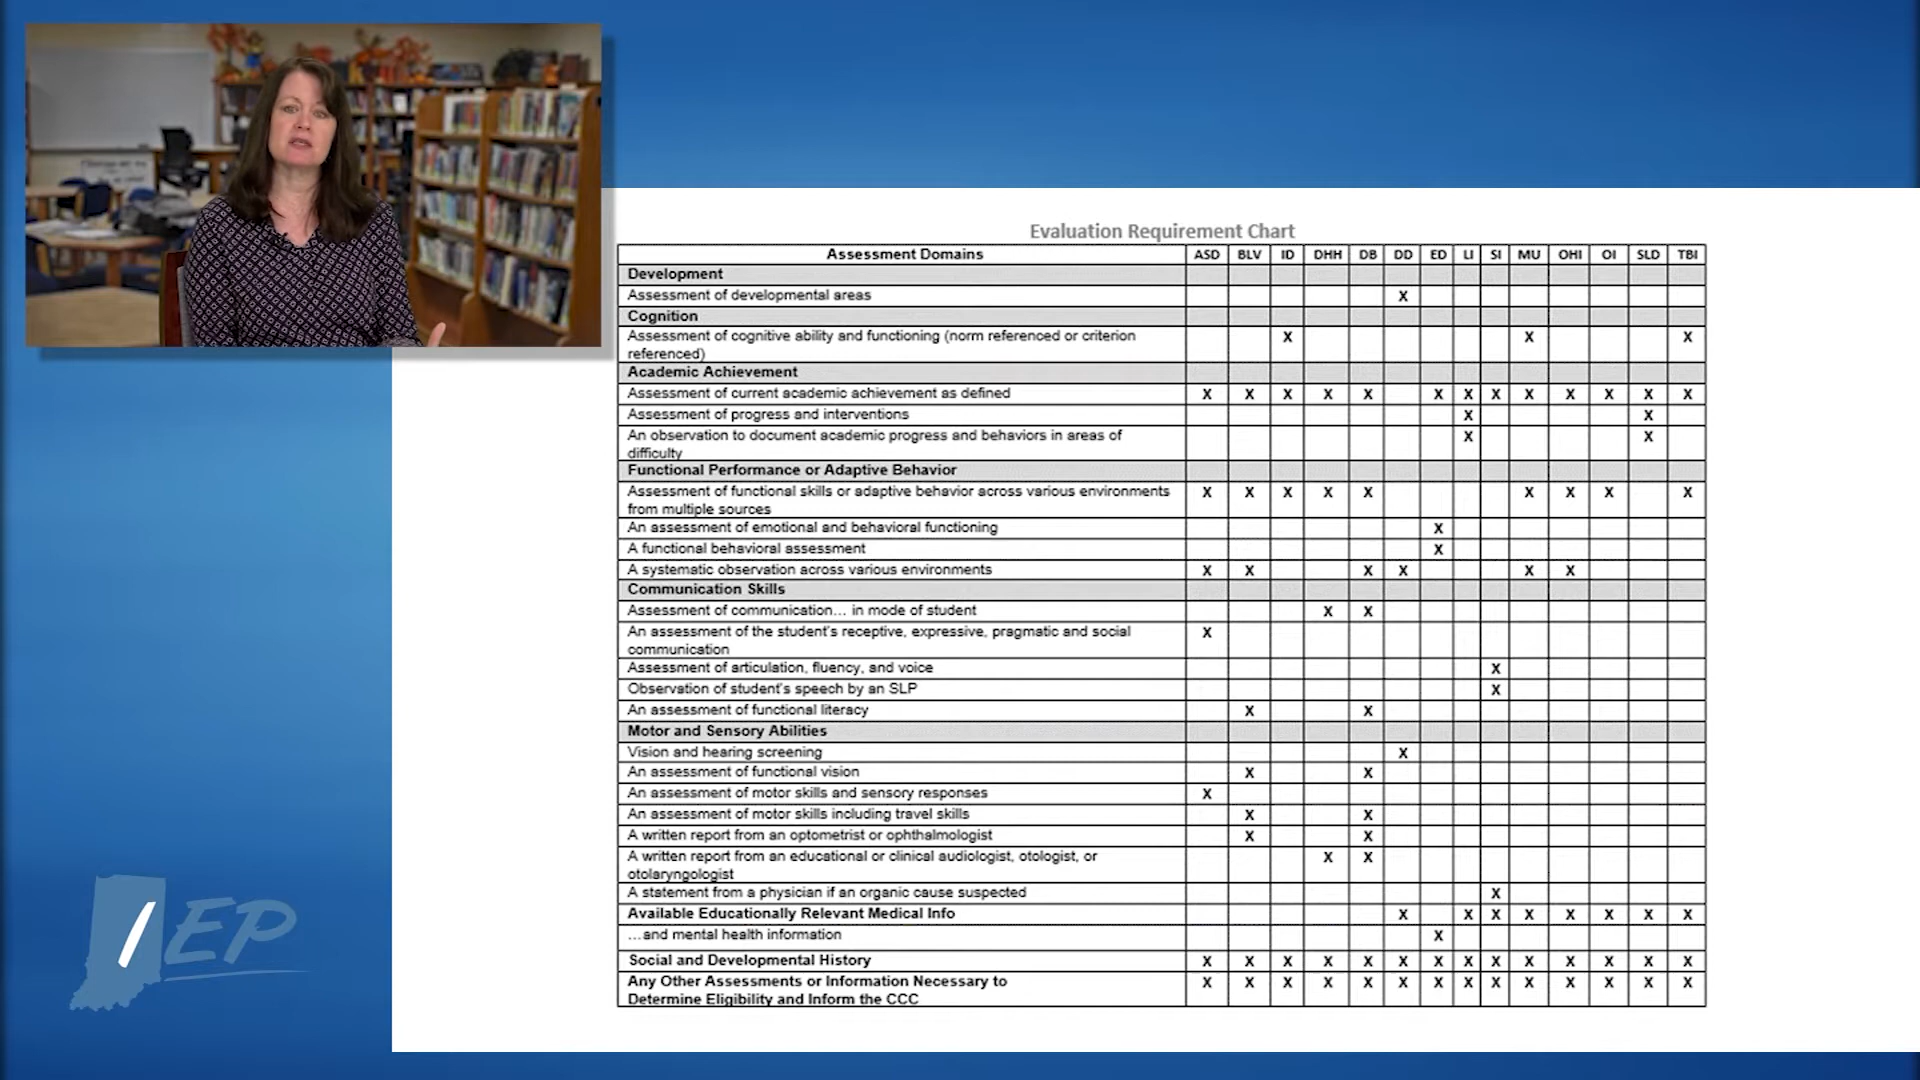 Evaluation Requirement Chart
Assessment Domains ASD BLV ID DHH DB DD ED LI SI MU OHI OI SLD TBI
Development
Assessment of developmental areas X
Cognition
Assessment of cognitive ability and functioning (norm referenced or criterion X X X
referenced)
Academic Achievement
Assessment of current academic achievement as defined X X X X X X X X X X X X X
Assessment of progress and interventions X X
An observation to document academic progress and behaviors in areas of X X
difficulty
Functional Performance or Adaptive Behavior
Assessment of functional skills or adaptive behavior across various environments X X X X X X X X X
from multiple sources
An assessment of emotional and behavioral functioning X
A functional behavioral assessment X
A systematic observation across various environments X X X X X X
Communication Skills
Assessment of communication... in mode of student X X
An assessment of the student's receptive, expressive, pragmatic and social X
communication
Assessment of articulation, fluency, and voice X
Observation of student's speech by an SLP X
An assessment of functional literacy X X
Motor and Sensory Abilities
Vision and hearing screening X
An assessment of functional vision X X
An assessment of motor skills and sensory responses X
An assessment of motor skills including travel skills X X
A written report from an optometrist or ophthalmologist X X
A written report from an educational or clinical audiologist, otologist, or X X
otolaryngologist
A statement from a physician if an organic cause suspected X
Available Educationally Relevant Medical Info X X X X X X X X
...and mental health information X
Social and Developmental History X X X X X X X X X X X X X X
Any Other Assessments or Information Necessary to X X X X X X X X X X X X X X
Determine Eligibility and Inform the CCC
IEP